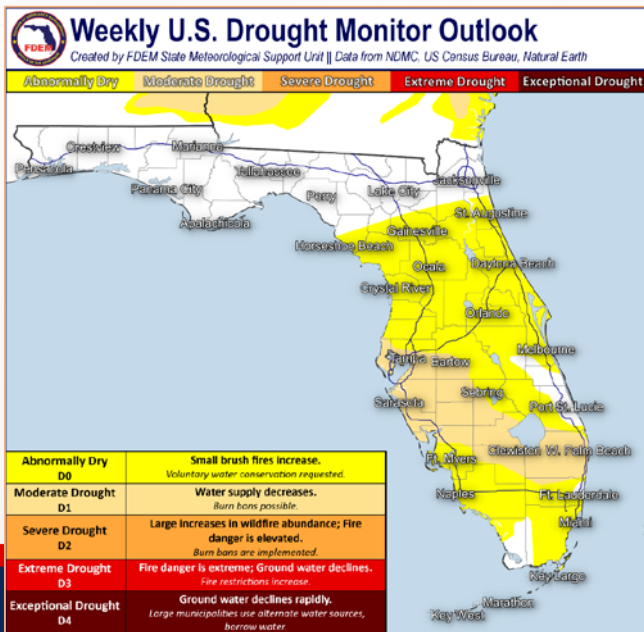 FDEM
Weekly U.S. Drought Monitor Outlook
Created by FDEM State Meteorological Support Unit || Data from NDMC, US Census Bureau, Natural Earth
Abnormally Dry
Moderate Drought
Severe Drought
Extreme Drought
Exceptional Drought
Crestview
Marianna
Pensacola
Tallahassee
Panama City
Perry
Lake City
Jacksonville
Apalachicola
St. Augustine
Gainesville
Horseshoe Beach
Ocala
Daytona Beach
Crystal River
Orlando
Melbourne
Tampa
Bartow
Sebring
Sarasota
Port St. Lucie
Clewiston
W. Palm Beach
Ft. Myers
Naples
Ft. Lauderdale
Miami
Key Largo
Marathon
Key West
Abnormally Dry
D0
Small brush fires increase.
Voluntary water conservation requested.
Moderate Drought
D1
Water supply decreases.
Burn bans possible.
Severe Drought
D2
Large increases in wildfire abundance; Fire
danger is elevated.
Burn bans are implemented.
Extreme Drought
D3
Fire danger is extreme; Ground water declines.
Fire restrictions increase.
Exceptional Drought
D4
Ground water declines rapidly.
Large municipalities use alternate water sources,
borrow water.